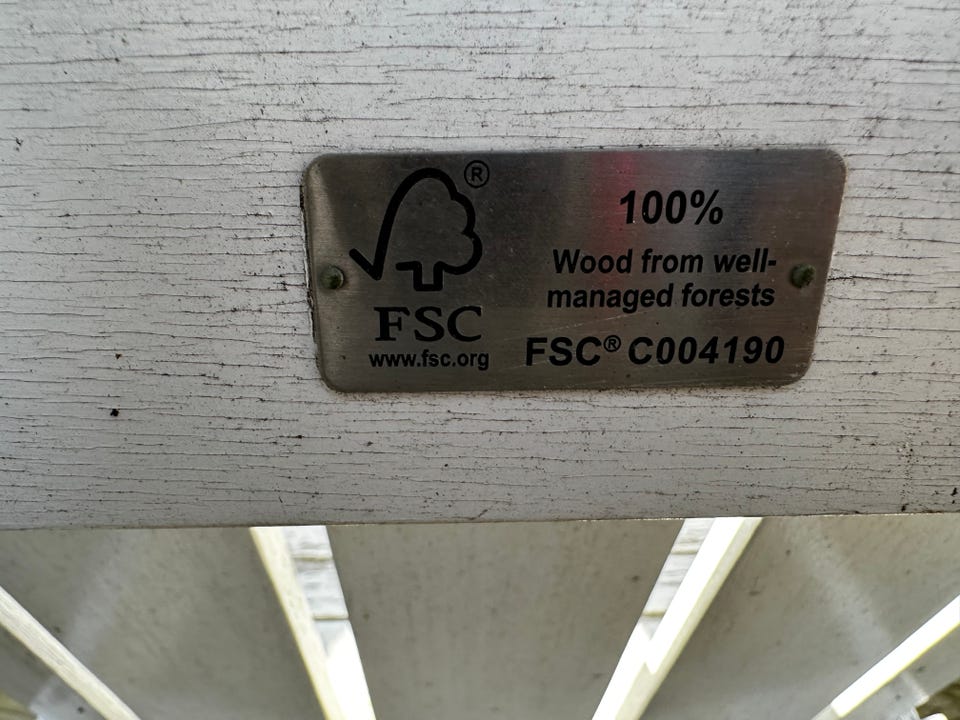 ®
FSC
www.fsc.org
100%
Wood from well-
managed forests
FSC® C004190